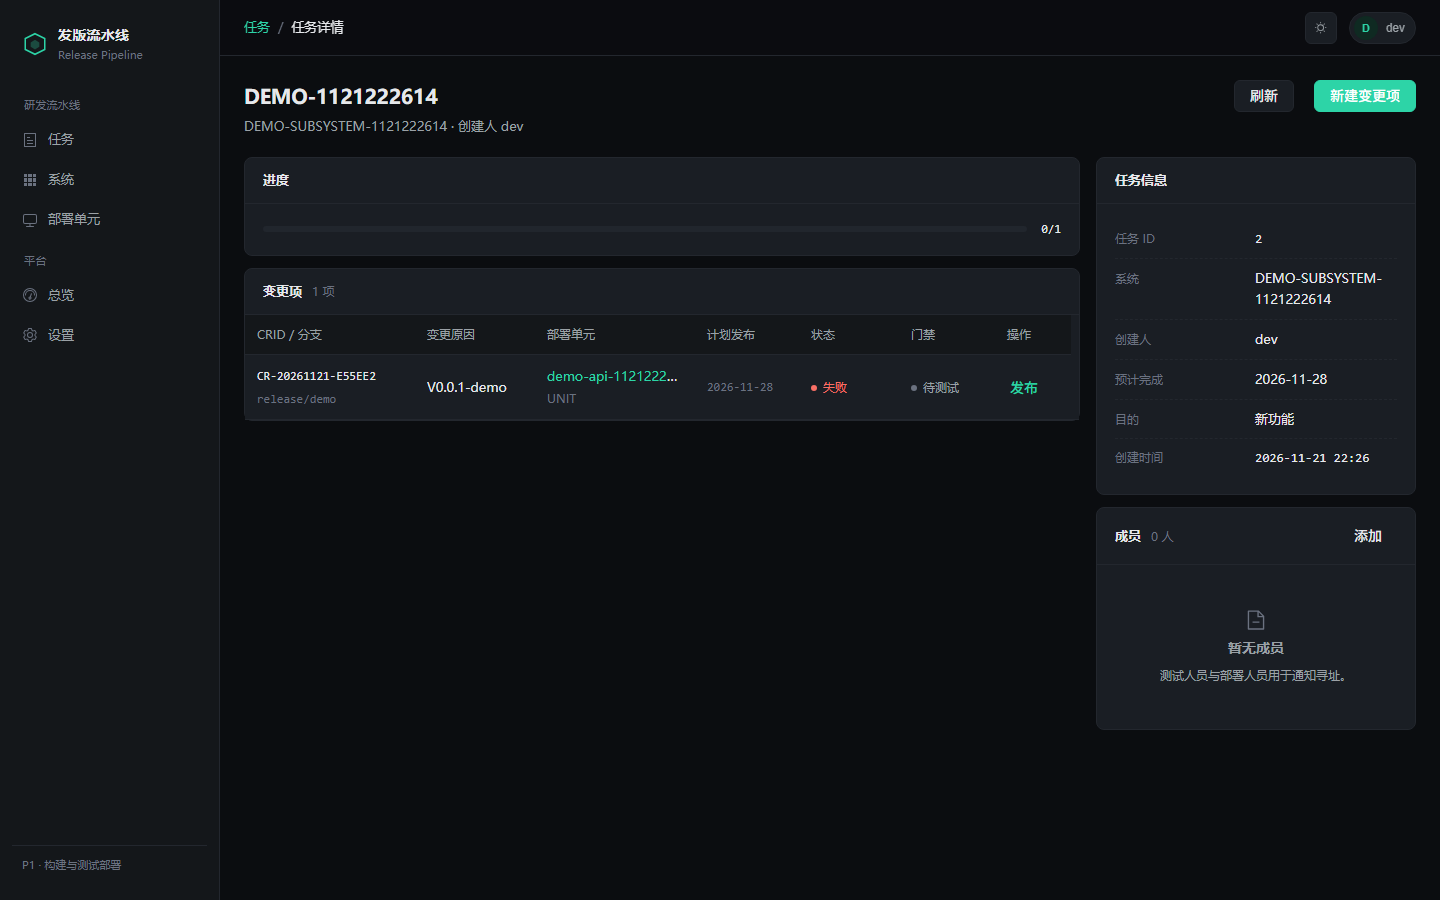 发版流水线
Release Pipeline
研发流水线
任务
系统
部署单元
平台
总览
设置
P1 · 构建与测试部署
任务 / 任务详情
D dev
DEMO-1121222614
DEMO-SUBSYSTEM-1121222614 · 创建人 dev
刷新
新建变更项
进度
0/1
变更项 1 项
CRID / 分支 变更原因 部署单元 计划发布 状态 门禁 操作
CR-20261121-E55EE2
release/demo
V0.0.1-demo
demo-api-1121222...
UNIT
2026-11-28
失败
待测试
发布
任务信息
任务 ID 2
系统 DEMO-SUBSYSTEM-
1121222614
创建人 dev
预计完成 2026-11-28
目的 新功能
创建时间 2026-11-21 22:26
成员 0 人
添加
暂无成员
测试人员与部署人员用于通知寻址。